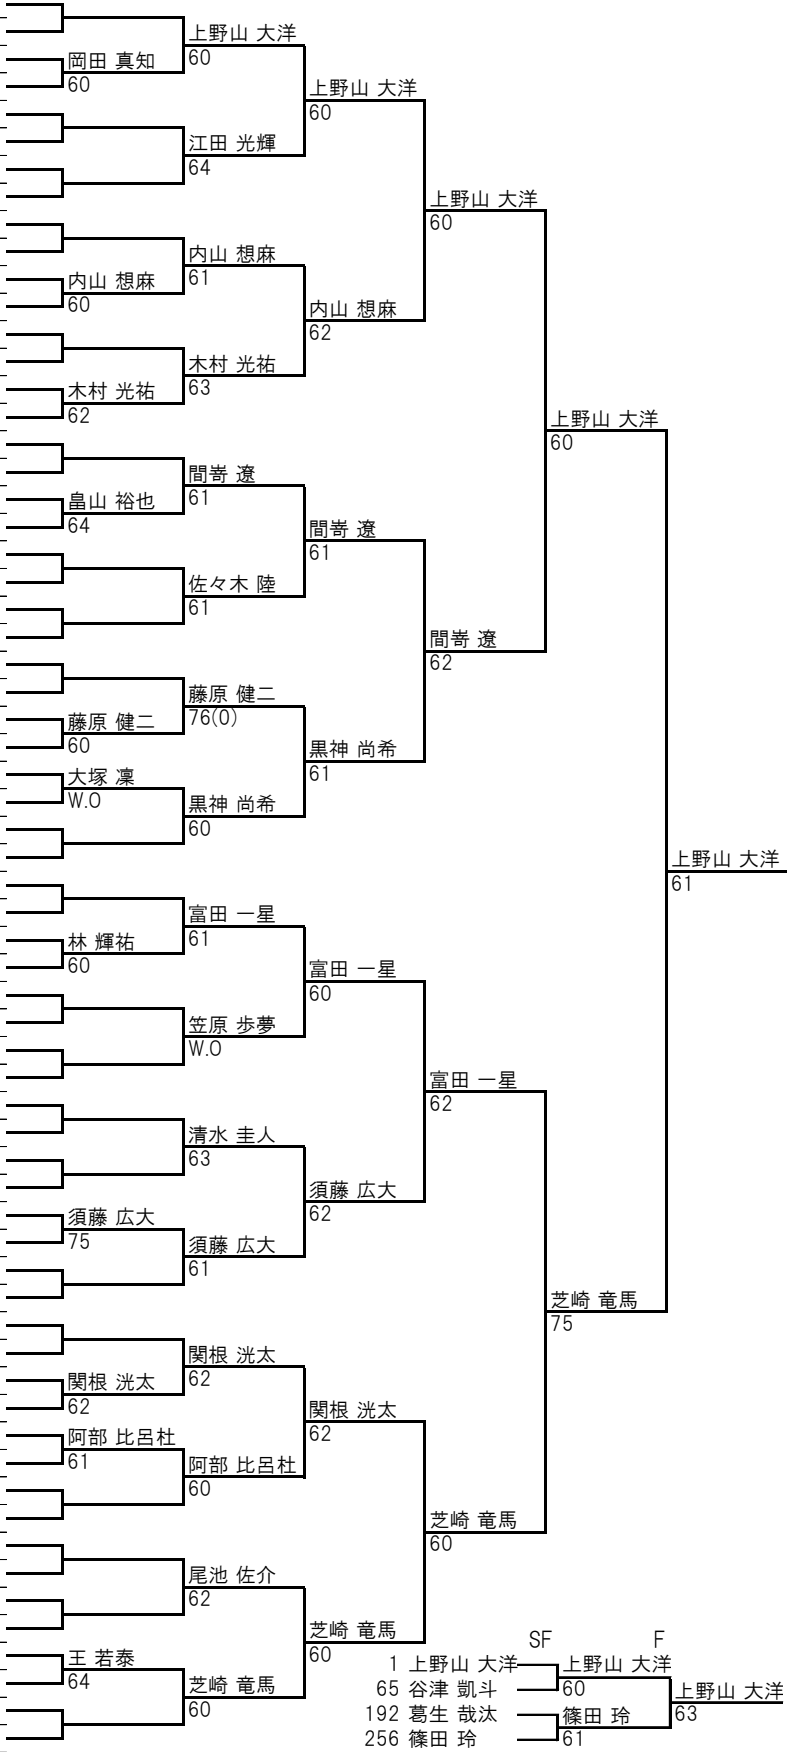 上野山 大洋
60
岡田 真知
60
上野山 大洋
60
江田 光輝
64
上野山 大洋
60
内山 想麻
61
内山 想麻
60
内山 想麻
62
木村 光祐
63
木村 光祐
62
上野山 大洋
60
間嵜 遼
61
畠山 裕也
64
間嵜 遼
61
佐々木 陸
61
間嵜 遼
62
藤原 健二
76(0)
藤原 健二
60
黒神 尚希
61
大塚 凜
W.O
黒神 尚希
60
上野山 大洋
61
富田 一星
61
林 輝祐
60
富田 一星
60
笠原 歩夢
W.O
富田 一星
62
清水 圭人
63
須藤 広大
62
須藤 広大
75
須藤 広大
61
芝崎 竜馬
75
関根 洸太
62
関根 洸太
62
関根 洸太
62
阿部 比呂杜
61
阿部 比呂杜
60
芝崎 竜馬
60
尾池 佐介
62
芝崎 竜馬
60
王 若泰
64
芝崎 竜馬
60
SF F
1 上野山 大洋 上野山 大洋
60
65 谷津 凱斗 上野山 大洋
63
192 葛生 哉汰 篠田 玲
61
256 篠田 玲